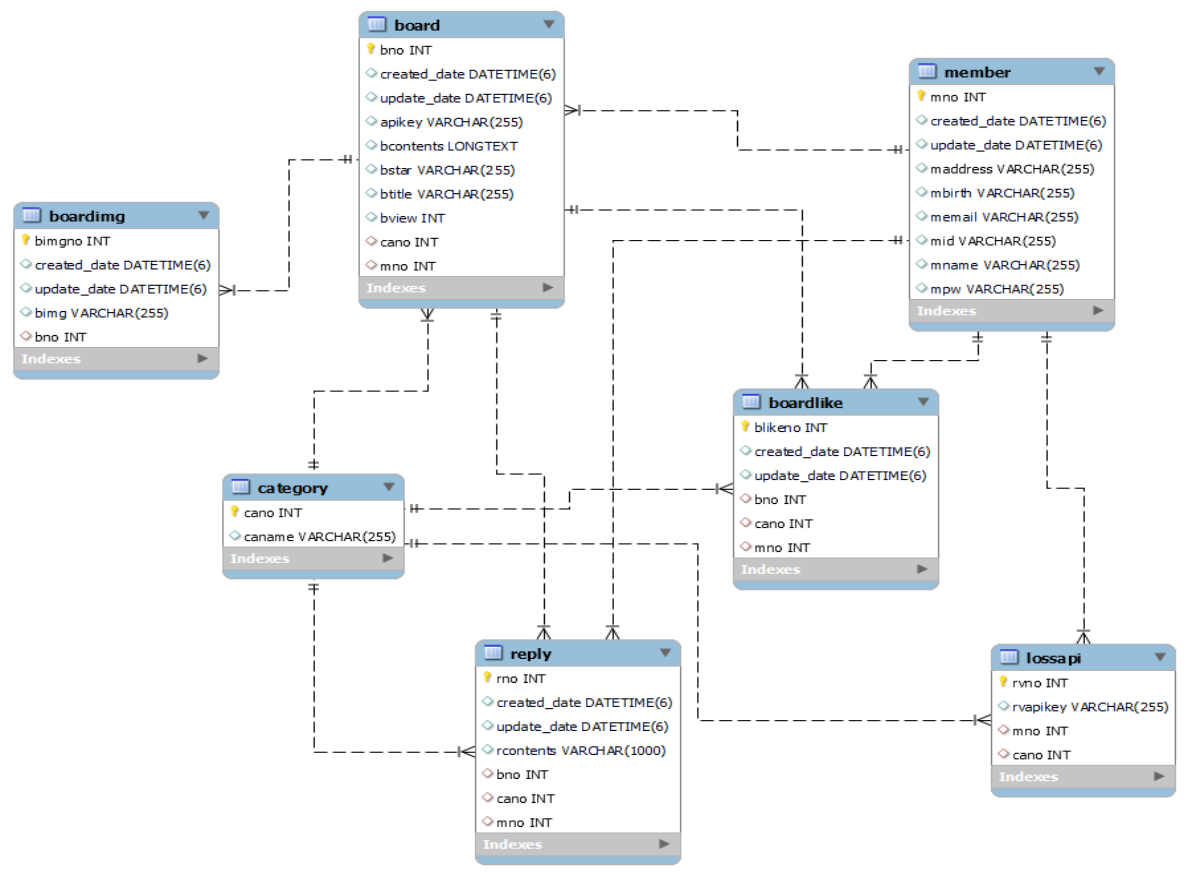 board
bno INT
created_date DATETIME(6)
update_date DATETIME(6)
apikey VARCHAR(255)
bcontents LONGTEXT
bstar VARCHAR(255)
btitle VARCHAR(255)
bview INT
cano INT
mno INT
Indexes
member
mno INT
created_date DATETIME(6)
update_date DATETIME(6)
maddress VARCHAR(255)
mbirth VARCHAR(255)
memail VARCHAR(255)
mid VARCHAR(255)
mname VARCHAR(255)
mpw VARCHAR(255)
Indexes
boardimg
bimgno INT
created_date DATETIME(6)
update_date DATETIME(6)
bimg VARCHAR(255)
bno INT
Indexes
boardlike
blikeno INT
created_date DATETIME(6)
update_date DATETIME(6)
bno INT
cano INT
mno INT
Indexes
category
cano INT
caname VARCHAR(255)
Indexes
reply
rno INT
created_date DATETIME(6)
update_date DATETIME(6)
rcontents VARCHAR(1000)
bno INT
cano INT
mno INT
Indexes
lossapi
rvno INT
rvapikey VARCHAR(255)
mno INT
cano INT
Indexes